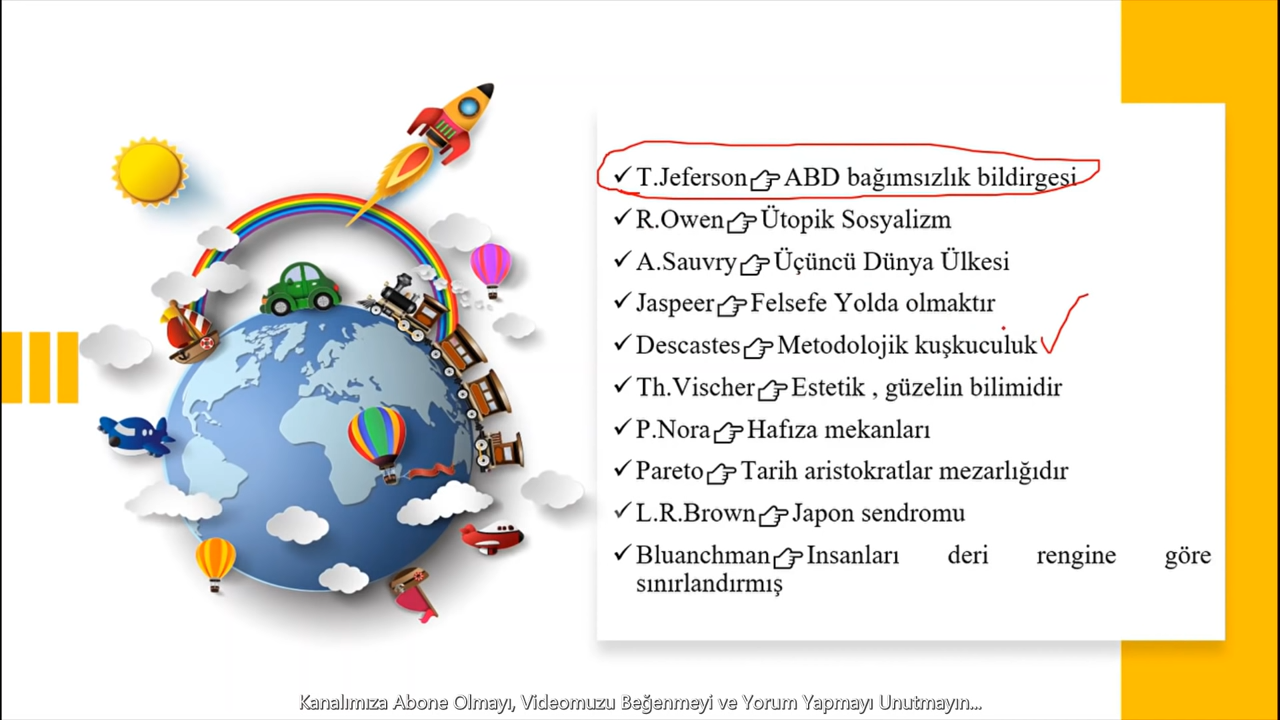 T.Jeferson👉ABD bağımsızlık bildirgesi
R.Owen👉Ütopik Sosyalizm
A.Sauvry👉Üçüncü Dünya Ülkesi
Jaspeer👉Felsefe Yolda olmaktır
Descastes👉Metodolojik kuşkuculuk
Th.Vischer👉Estetik , güzelin bilimidir
P.Nora👉Hafıza mekanları
Pareto👉Tarih aristokratlar mezarlığıdır
L.R.Brown👉Japon sendromu
Bluanchman👉Insanları deri rengine göre
sınırlandırmış
Kanalımıza Abone Olmayı, Videomuzu Beğenmeyi ve Yorum Yapmayı Unutmayın...